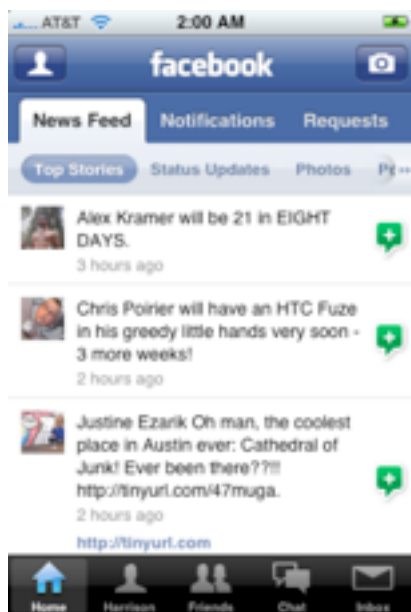 AT&T 2:00 AM
facebook
News Feed Notifications Requests
Top Stories Status Updates Photos
Alex Kramer will be 21 in EIGHT
DAYS.
3 hours ago
Chris Poirier will have an HTC Fuze
in his greedy little hands very soon -
3 more weeks!
2 hours ago
Justine Ezarik Oh man, the coolest
place in Austin ever: Cathedral of
Junk! Ever been there??!!!
http://tinyurl.com/47muga.
2 hours ago
http://tinyurl.com
Home Harrison Friends Chat Inbox